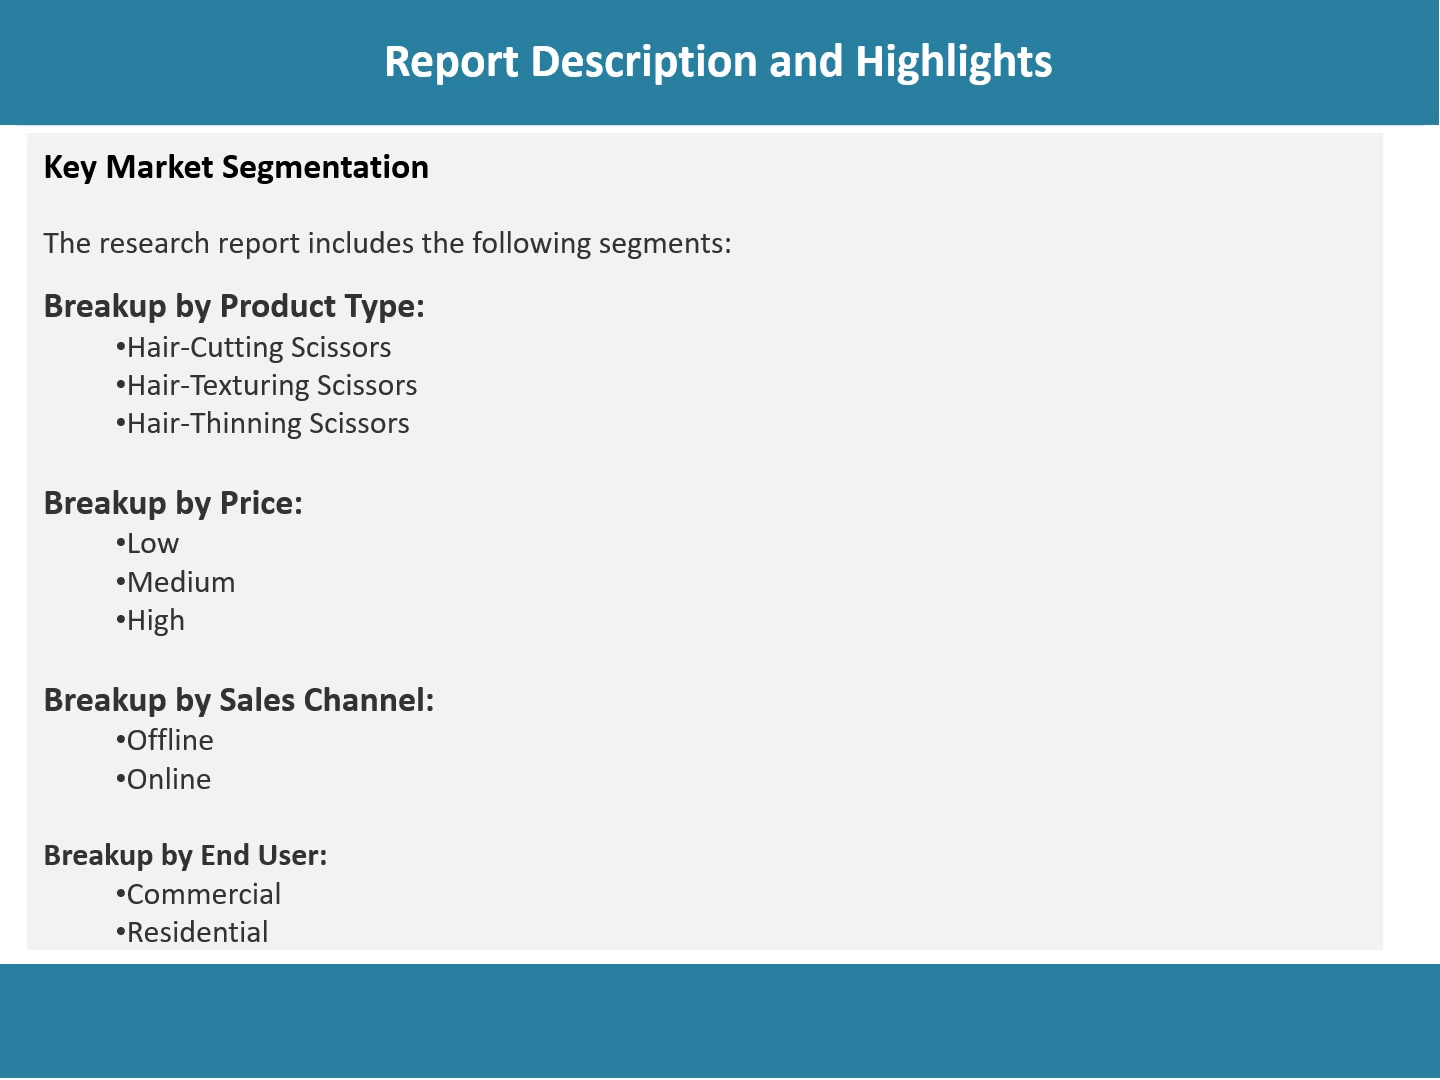 Report Description and Highlights
Key Market Segmentation
The research report includes the following segments:
Breakup by Product Type:
•Hair-Cutting Scissors
•Hair-Texturing Scissors
•Hair-Thinning Scissors
Breakup by Price:
•Low
•Medium
•High
Breakup by Sales Channel:
•Offline
•Online
Breakup by End User:
•Commercial
•Residential